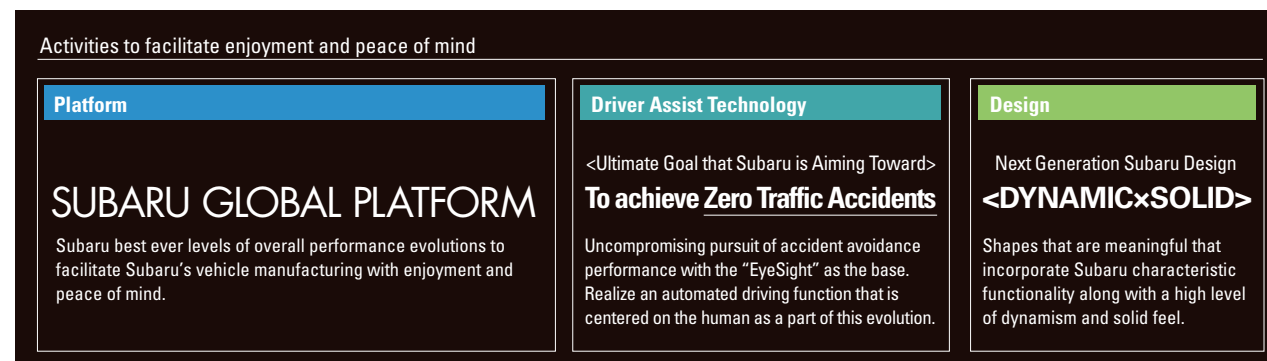 Activities to facilitate enjoyment and peace of mind
Platform
SUBARU GLOBAL PLATFORM
Subaru best ever levels of overall performance evolutions to
facilitate Subaru's vehicle manufacturing with enjoyment and
peace of mind.
Driver Assist Technology
<Ultimate Goal that Subaru is Aiming Toward>
To achieve Zero Traffic Accidents
Uncompromising pursuit of accident avoidance
performance with the “EyeSight” as the base.
Realize an automated driving function that is
centered on the human as a part of this evolution.
Design
Next Generation Subaru Design
<DYNAMIC×SOLID>
Shapes that are meaningful that
incorporate Subaru characteristic
functionality along with a high level
of dynamism and solid feel.